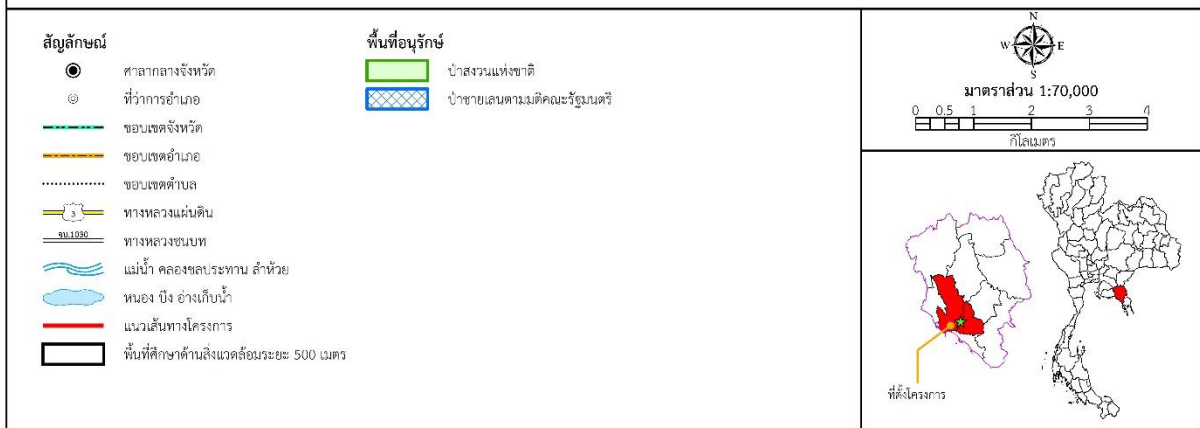 สัญลักษณ์
ศาลากลางจังหวัด
ที่ว่าการอำเภอ
ขอบเขตจังหวัด
ขอบเขตอำเภอ
ขอบเขตตำบล
3 ทางหลวงแผ่นดิน
จบ.1030 ทางหลวงชนบท
แม่น้ำ คลองชลประทาน ลำห้วย
หนอง บึง อ่างเก็บน้ำ
แนวเส้นทางโครงการ
พื้นที่ศึกษาด้านสิ่งแวดล้อมระยะ 500 เมตร
พื้นที่อนุรักษ์
ป่าสงวนแห่งชาติ
ป่าชายเลนตามมติคณะรัฐมนตรี
N
W E
S
มาตราส่วน 1:70,000
0 0.5 1 2 3 4
กิโลเมตร
ที่ตั้งโครงการ